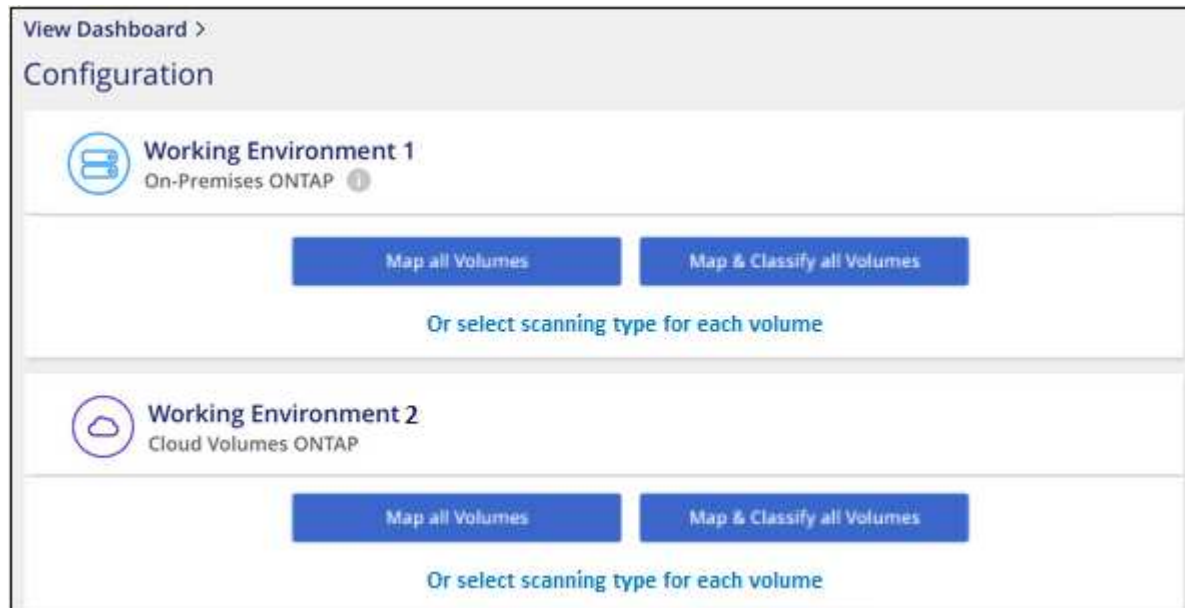 View Dashboard >
Configuration
Working Environment 1
On-Premises ONTAP i
Map all Volumes
Map & Classify all Volumes
Or select scanning type for each volume
Working Environment 2
Cloud Volumes ONTAP
Map all Volumes
Map & Classify all Volumes
Or select scanning type for each volume